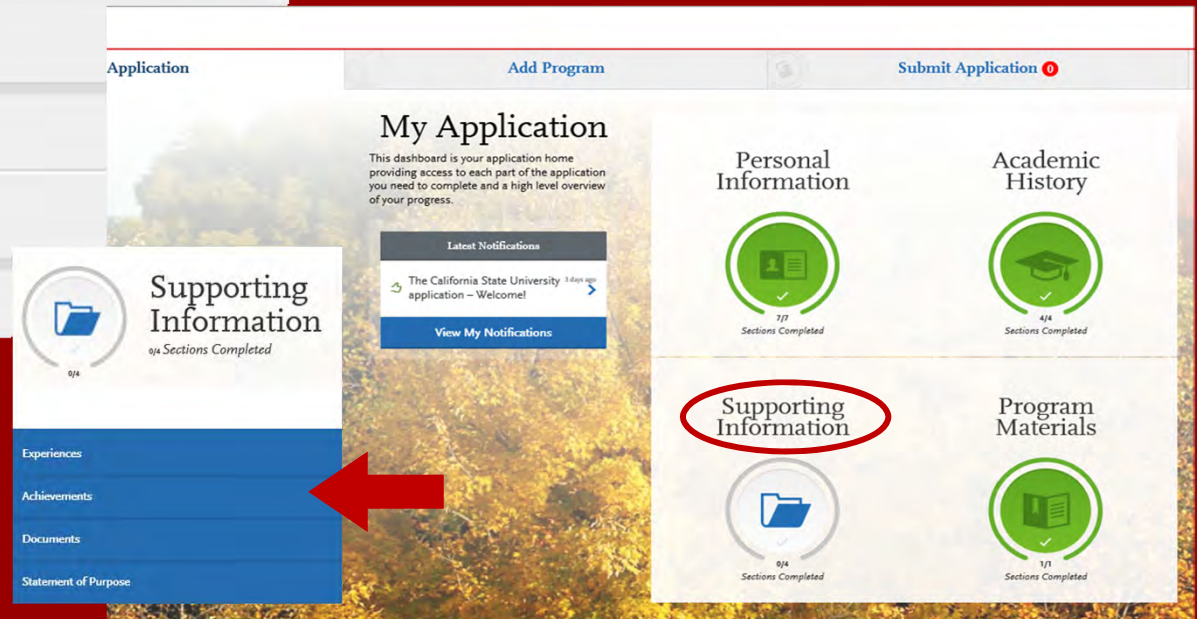 Application
Add Program
Submit Application 0
My Application
This dashboard is your application home
providing access to each part of the application
you need to complete and a high level overview
of your progress.
Latest Notifications
The California State University 3 days ago
application – Welcome!
View My Notifications
Personal
Information
7/7
Sections Completed
Academic
History
4/4
Sections Completed
Supporting
Information
0/4
Sections Completed
Program
Materials
1/1
Sections Completed
Supporting
Information
0/4 Sections Completed
0/4
Experiences
Achievements
Documents
Statement of Purpose